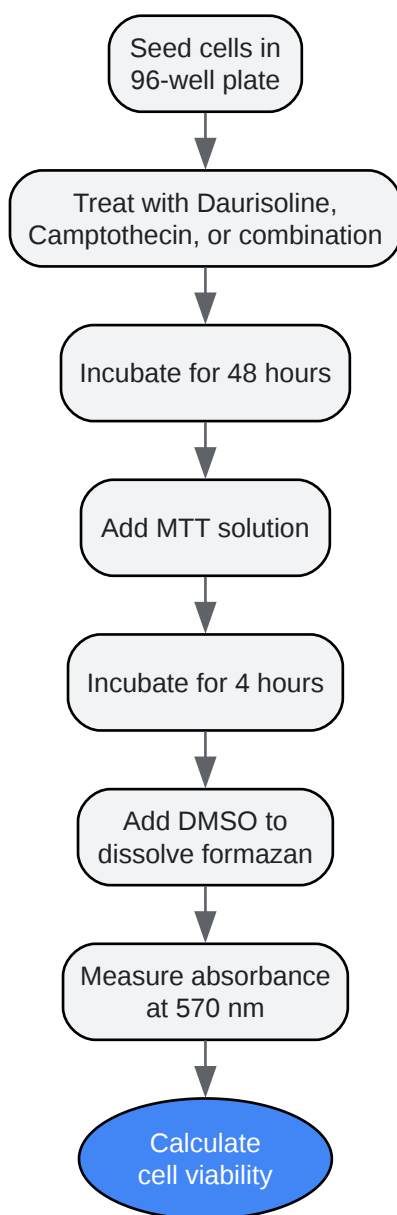 Seed cells in
96-well plate
Treat with Daurisoline,
Camptothecin, or combination
Incubate for 48 hours
Add MTT solution
Incubate for 4 hours
Add DMSO to
dissolve formazan
Measure absorbance
at 570 nm
Calculate
cell viability